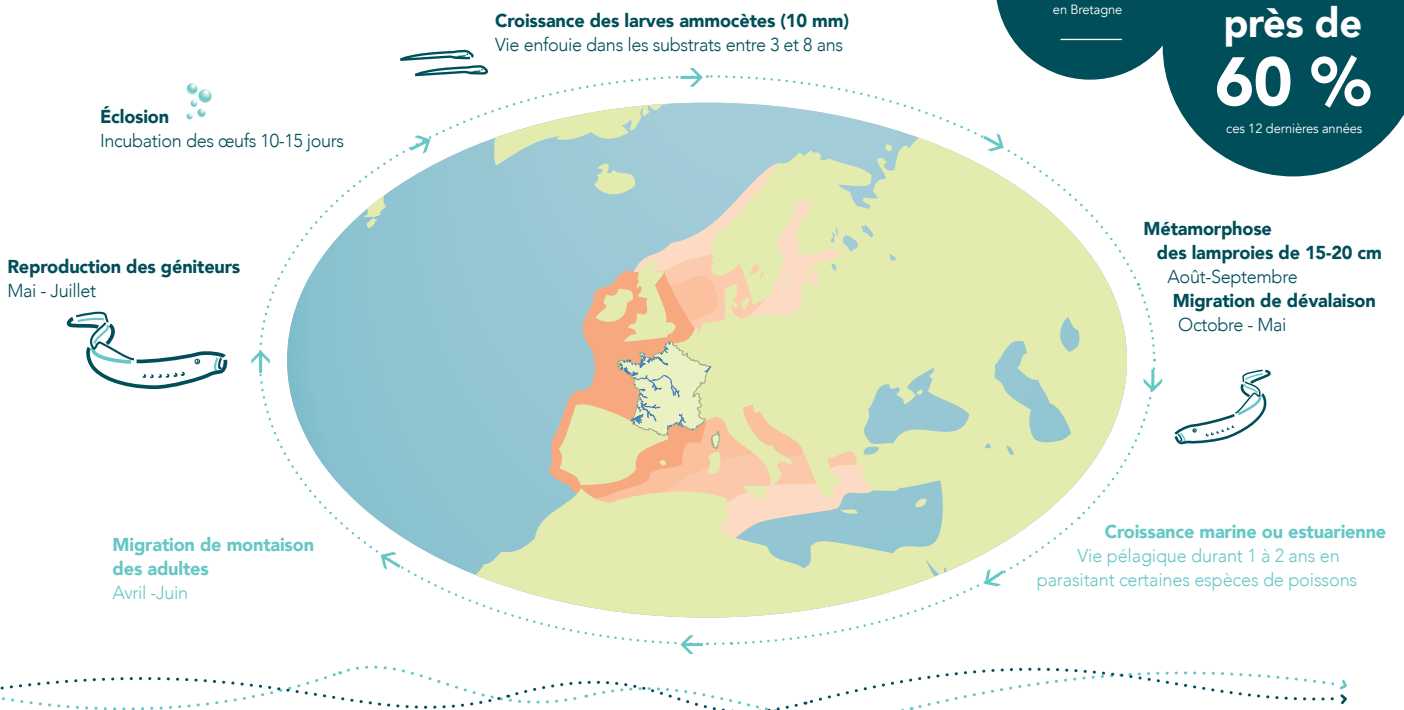 Croissance des larves ammocètes (10 mm)
Vie enfouie dans les substrats entre 3 et 8 ans
en Bretagne
près de
60 %
ces 12 dernières années
Éclosion
Incubation des œufs 10-15 jours
Métamorphose
des lamproies de 15-20 cm
Août-Septembre
Migration de dévalaison
Octobre - Mai
Reproduction des géniteurs
Mai - Juillet
Croissance marine ou estuarienne
Vie pélagique durant 1 à 2 ans en
parasitant certaines espèces de poissons
Migration de montaison
des adultes
Avril -Juin